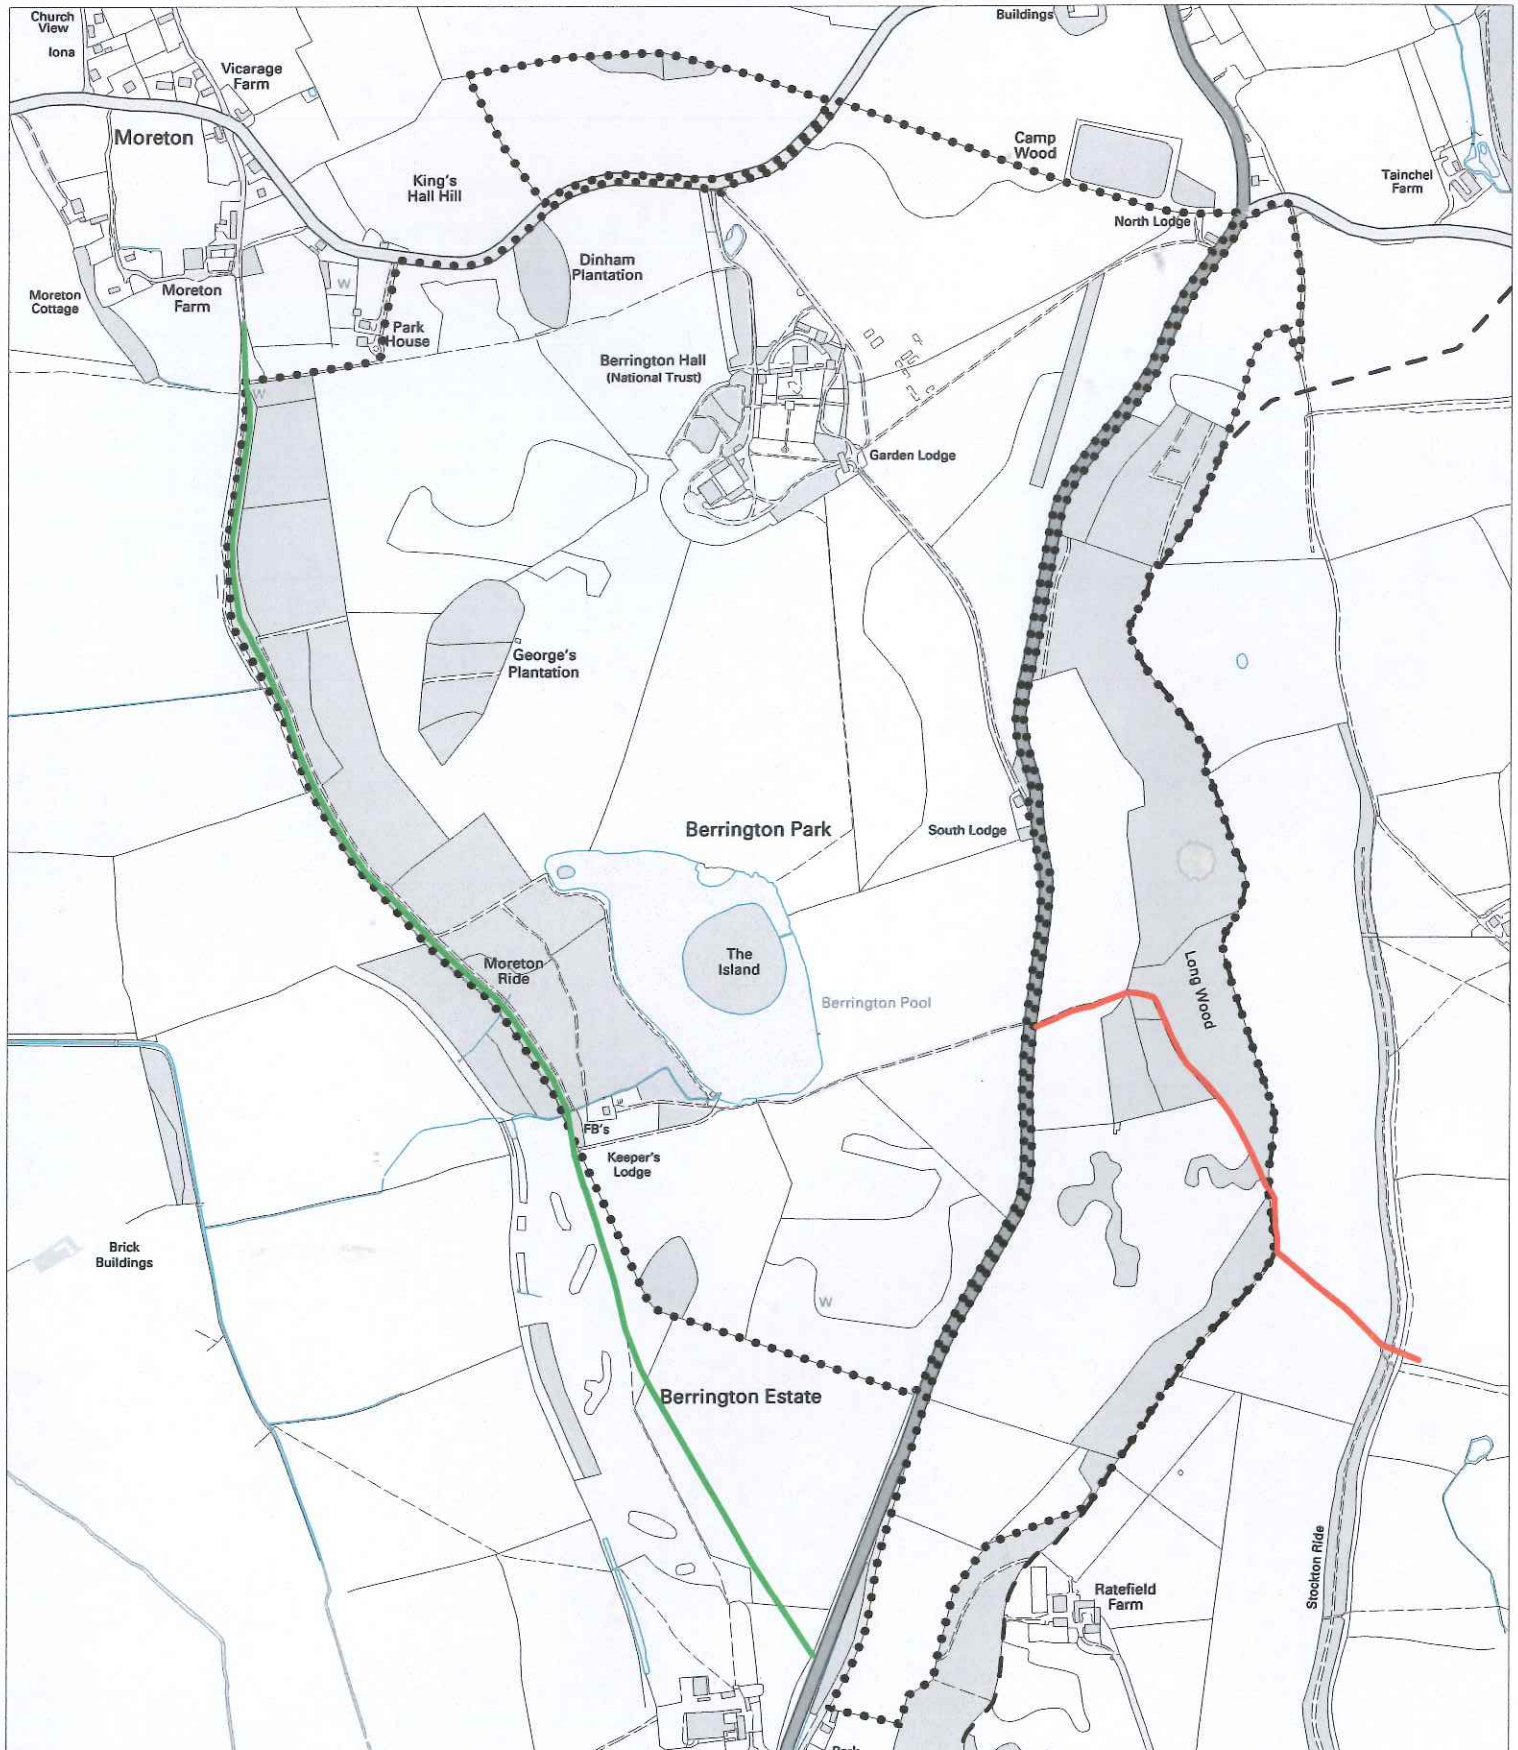 Church
View
Iona
Buildings
Vicarage
Farm
Moreton
Camp
Wood
Tainchel
Farm
King's
Hall Hill
North Lodge
Dinham
Plantation
Moreton
Cottage
Moreton
Farm
W
Park
House
Berrington Hall
(National Trust)
W
Garden Lodge
George's
Plantation
Berrington Park
South Lodge
The
Island
Moreton
Ride
Berrington Pool
Long Wood
FB's
Keeper's
Lodge
Brick
Buildings
W
Berrington Estate
Stockton Ride
Ratefield
Farm